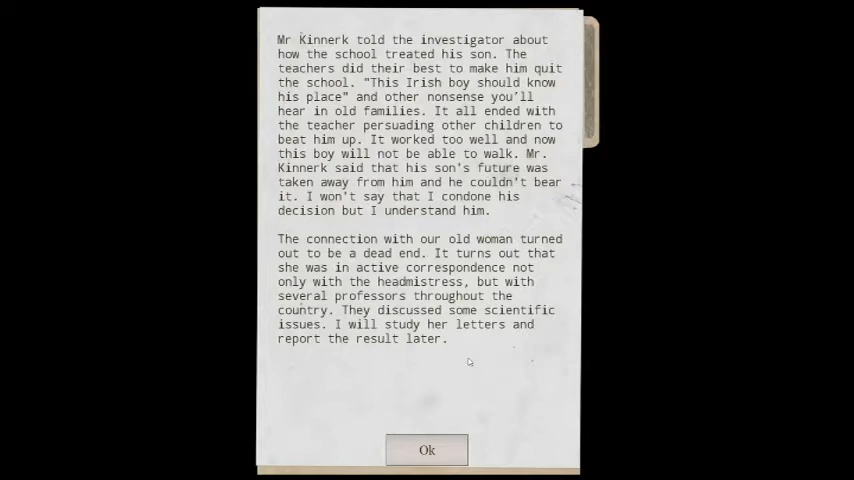 Mr Kinnerk told the investigator about
how the school treated his son. The
teachers did their best to make him quit
the school. "This Irish boy should know
his place" and other nonsense you'll
hear in old families. It all ended with
the teacher persuading other children to
beat him up. It worked too well and now
this boy will not be able to walk. Mr.
Kinnerk said that his son's future was
taken away from him and he couldn't bear
it. I won't say that I condone his
decision but I understand him.
The connection with our old woman turned
out to be a dead end. It turns out that
she was in active correspondence not
only with the headmistress, but with
several professors throughout the
country. They discussed some scientific
issues. I will study her letters and
report the result later.
Ok